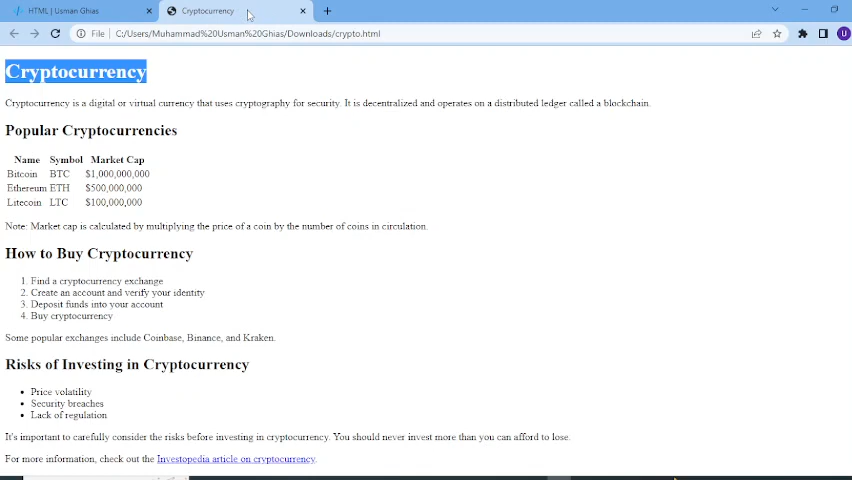 HTML | Usman Ghias
Cryptocurrency
File C:/Users/Muhammad%20Usman%20Ghias/Downloads/crypto.html
U
Cryptocurrency
Cryptocurrency is a digital or virtual currency that uses cryptography for security. It is decentralized and operates on a distributed ledger called a blockchain.
Popular Cryptocurrencies
Name Symbol Market Cap
Bitcoin BTC $1,000,000,000
Ethereum ETH $500,000,000
Litecoin LTC $100,000,000
Note: Market cap is calculated by multiplying the price of a coin by the number of coins in circulation.
How to Buy Cryptocurrency
1. Find a cryptocurrency exchange
2. Create an account and verify your identity
3. Deposit funds into your account
4. Buy cryptocurrency
Some popular exchanges include Coinbase, Binance, and Kraken.
Risks of Investing in Cryptocurrency
• Price volatility
• Security breaches
• Lack of regulation
It's important to carefully consider the risks before investing in cryptocurrency. You should never invest more than you can afford to lose.
For more information, check out the Investopedia article on cryptocurrency.